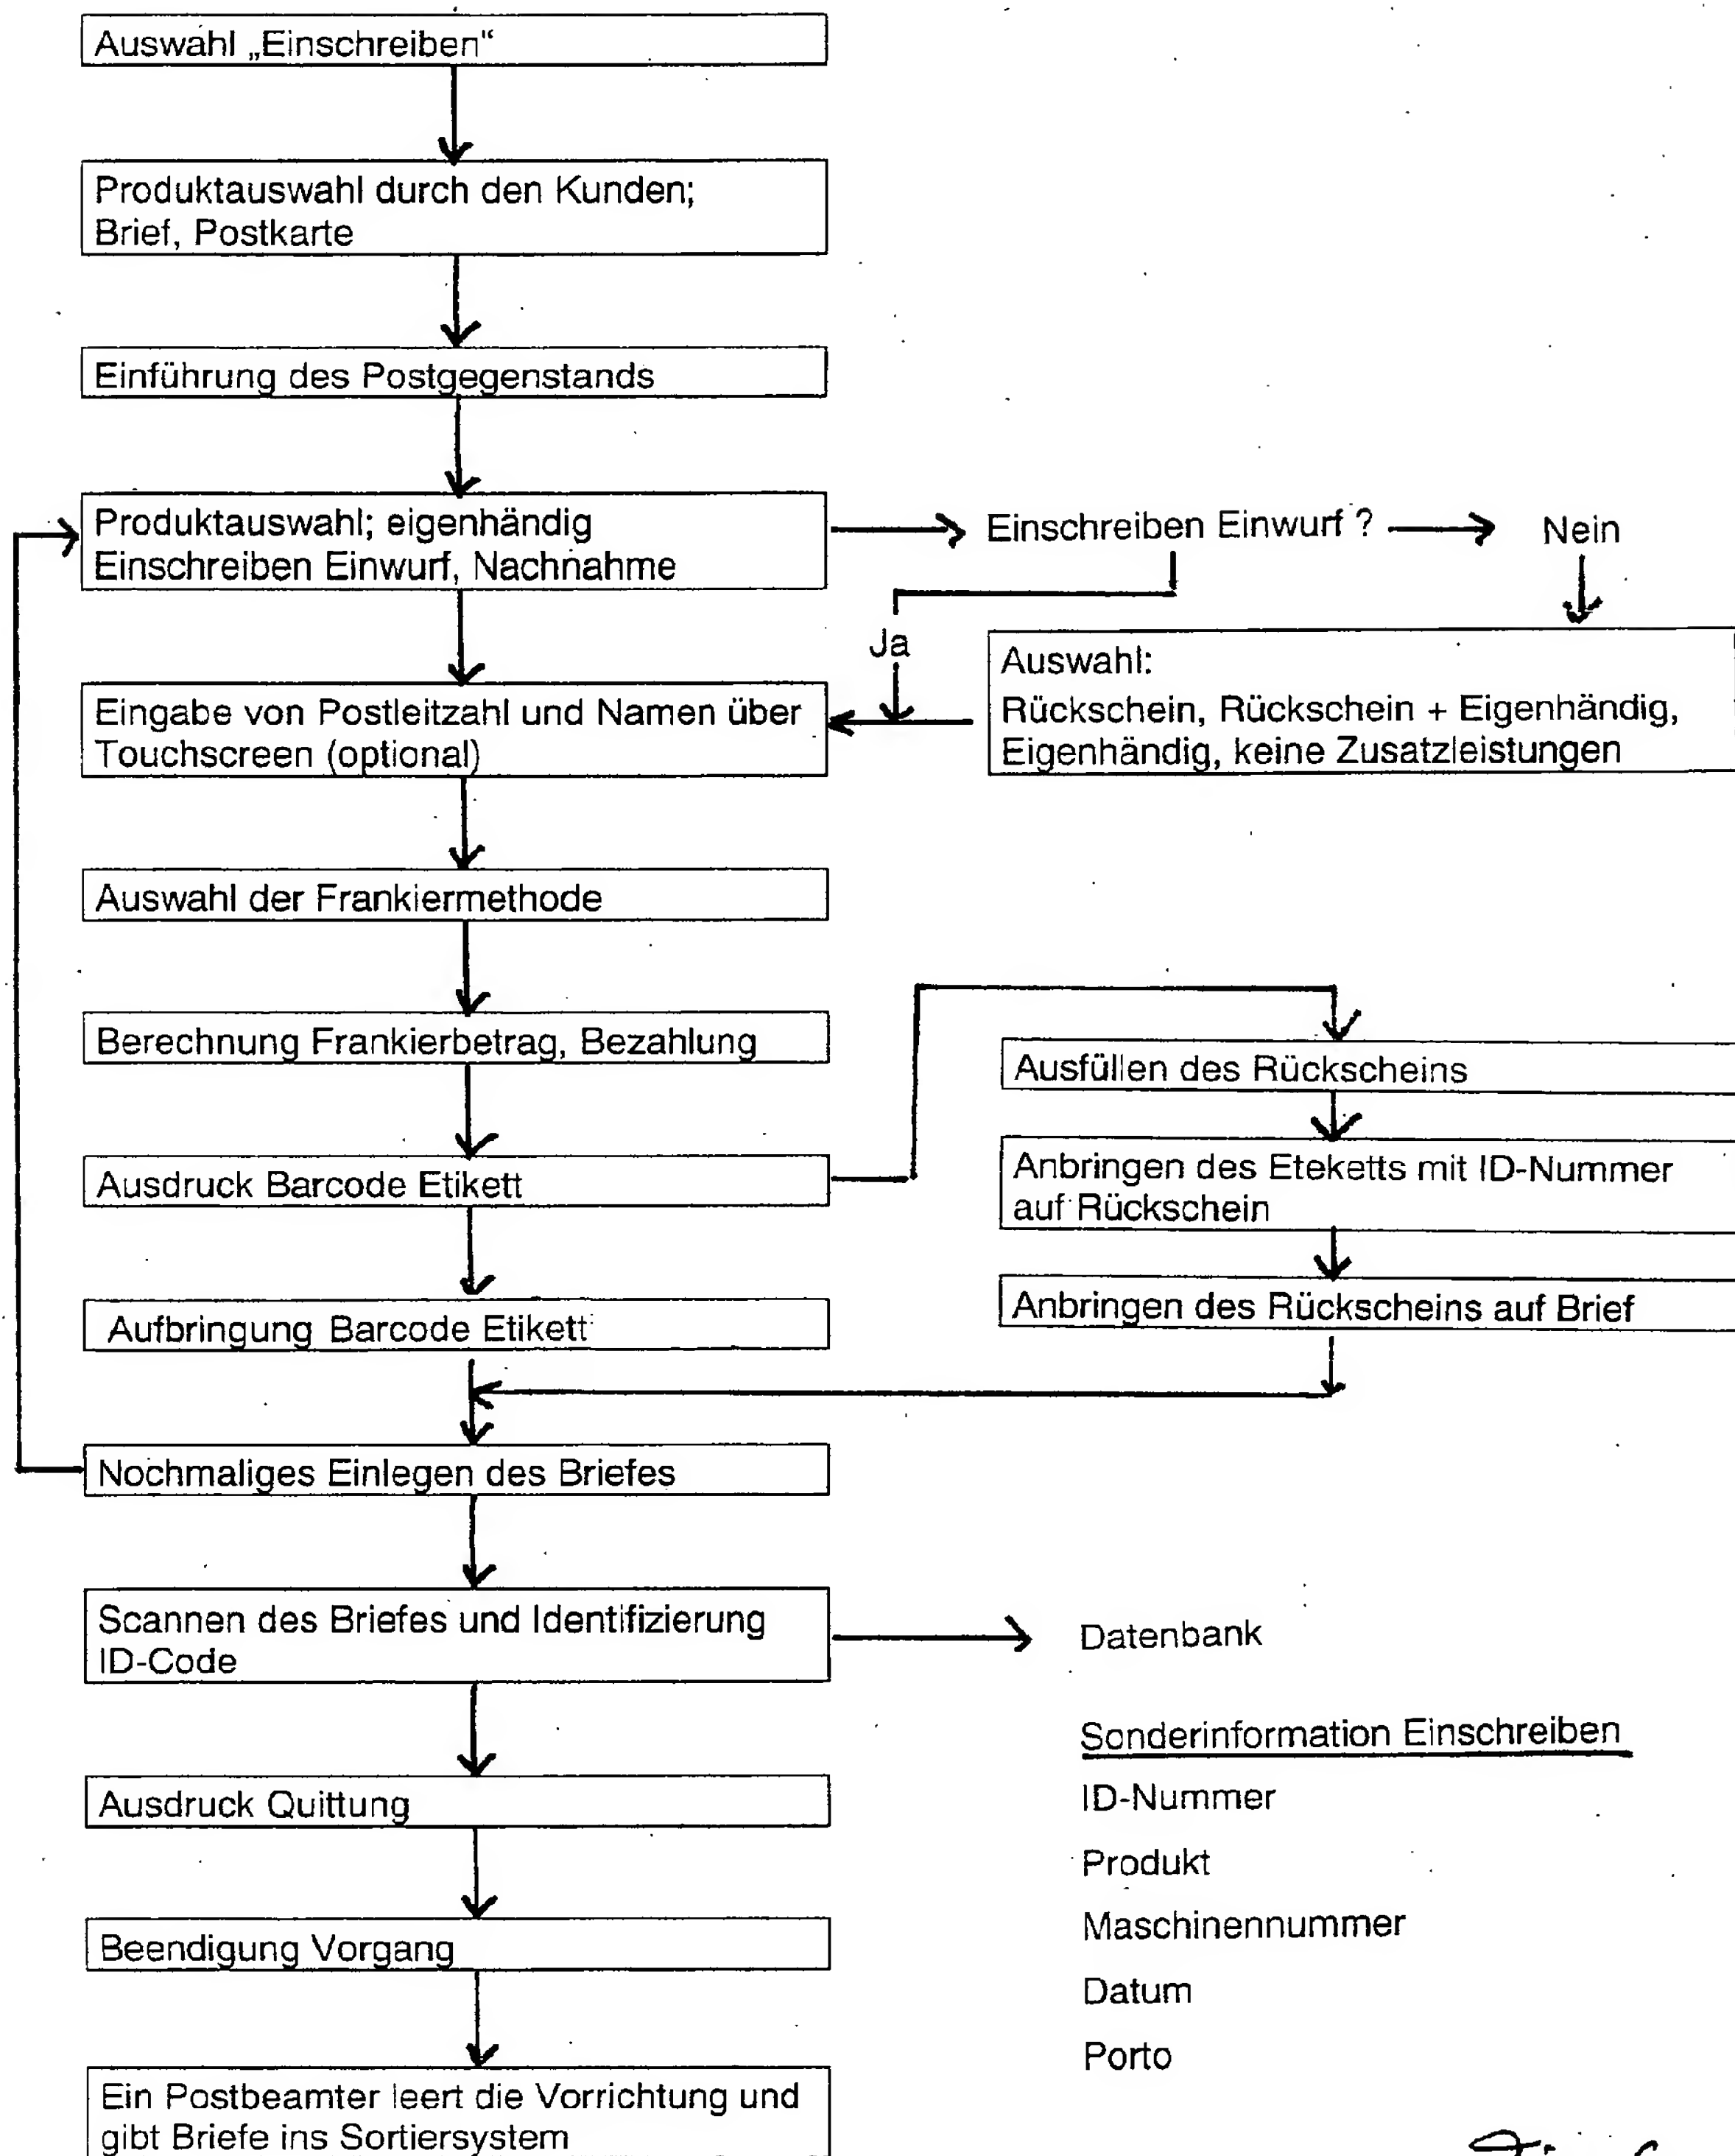 Auswahl „Einschreiben“
Produktauswahl durch den Kunden;
Brief, Postkarte
Einführung des Postgegenstands
Produktauswahl; eigenhändig
Einschreiben Einwurf, Nachnahme
Einschreiben Einwurf ?
Nein
Ja
Auswahl:
Rückschein, Rückschein + Eigenhändig,
Eigenhändig, keine Zusatzleistungen
Eingabe von Postleitzahl und Namen über
Touchscreen (optional)
Auswahl der Frankiermethode
Berechnung Frankierbetrag, Bezahlung
Ausdruck Barcode Etikett
Ausfüllen des Rückscheins
Anbringen des Eteketts mit ID-Nummer
auf Rückschein
Anbringen des Rückscheins auf Brief
Aufbringung Barcode Etikett
Nochmaliges Einlegen des Briefes
Scannen des Briefes und Identifizierung
ID-Code
Datenbank
Sonderinformation Einschreiben
ID-Nummer
Produkt
Maschinennummer
Datum
Porto
Ausdruck Quittung
Beendigung Vorgang
Ein Postbeamter leert die Vorrichtung und
gibt Briefe ins Sortiersystem